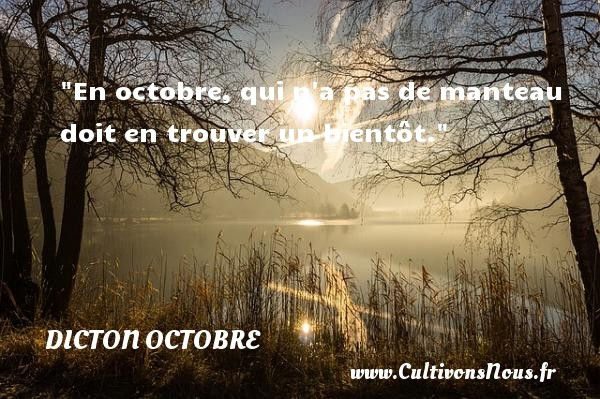 "En octobre, qui n'a pas de manteau
doit en trouver un bientôt."
DICTON OCTOBRE
www.CultivonsNous.fr